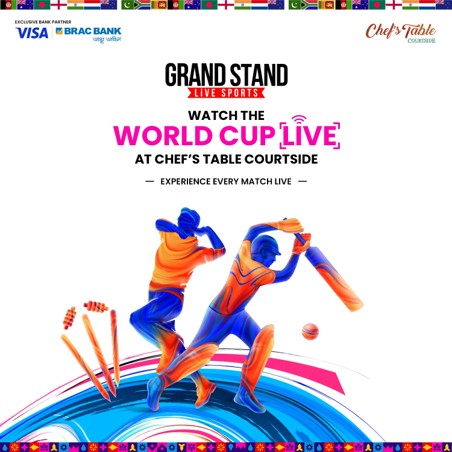 EXCLUSIVE BANK PARTNER
VISA
BRAC BANK
Chef's Table
COURTSIDE
GRAND STAND
LIVE SPORTS
WATCH THE
WORLD CUP LIVE
AT CHEF'S TABLE COURTSIDE
— EXPERIENCE EVERY MATCH LIVE —